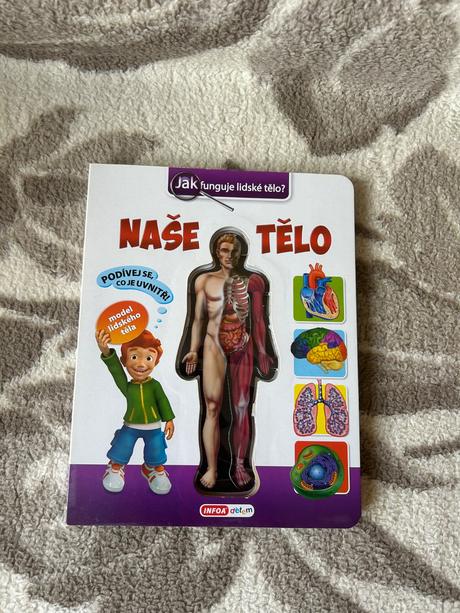 Jak funguje lidské tělo?
NAŠE TĚLO
PODÍVEJ SE,
CO JE UVNITŘ!
model
lidského
těla
INFOA dětem